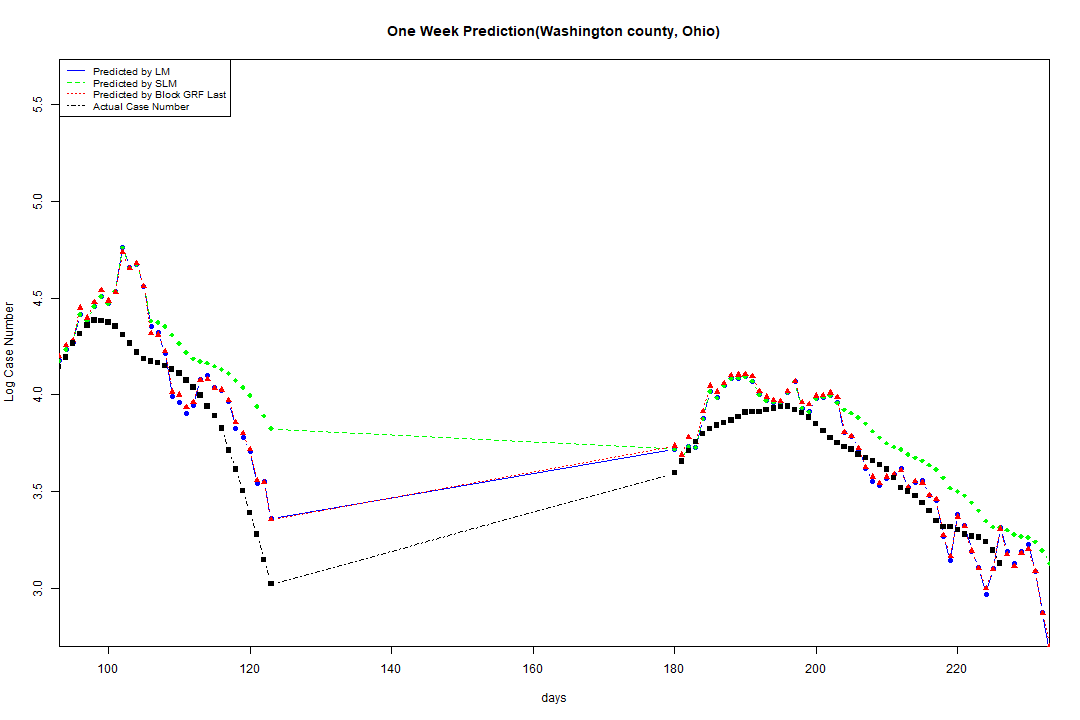 One Week Prediction(Washington county, Ohio)
Predicted by LM
Predicted by SLM
Predicted by Block GRF Last
Actual Case Number
5.5
5.0
4.5
4.0
3.5
3.0
Log Case Number
100 120 140 160 180 200 220
days